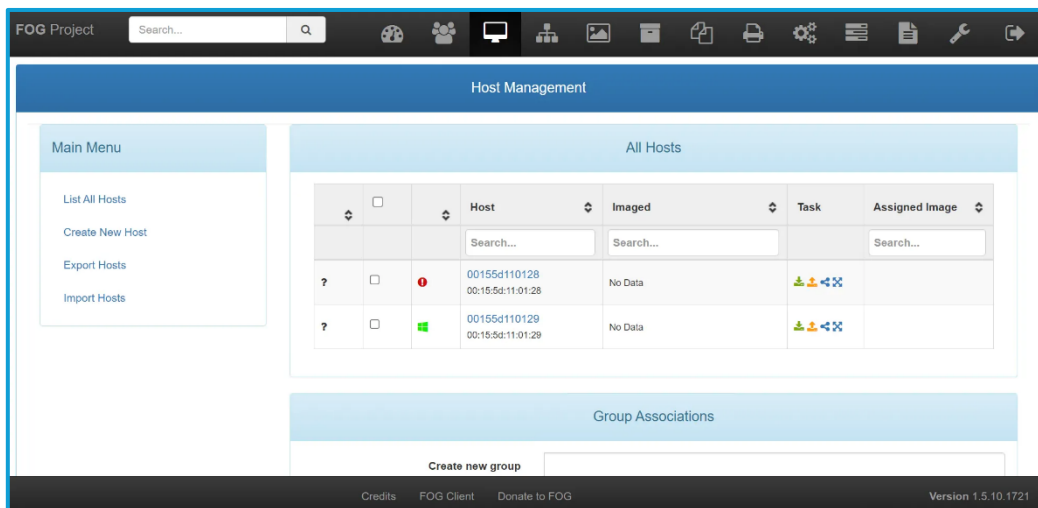 FOG Project
Search...
Host Management
Main Menu
List All Hosts
Create New Host
Export Hosts
Import Hosts
All Hosts
Host Imaged Task Assigned Image
Search... Search... Search...
? 00155d110128 No Data
00:15:5d:11:01:28
? 00155d110129 No Data
00:15:5d:11:01:29
Group Associations
Create new group
Credits FOG Client Donate to FOG Version 1.5.10.1721